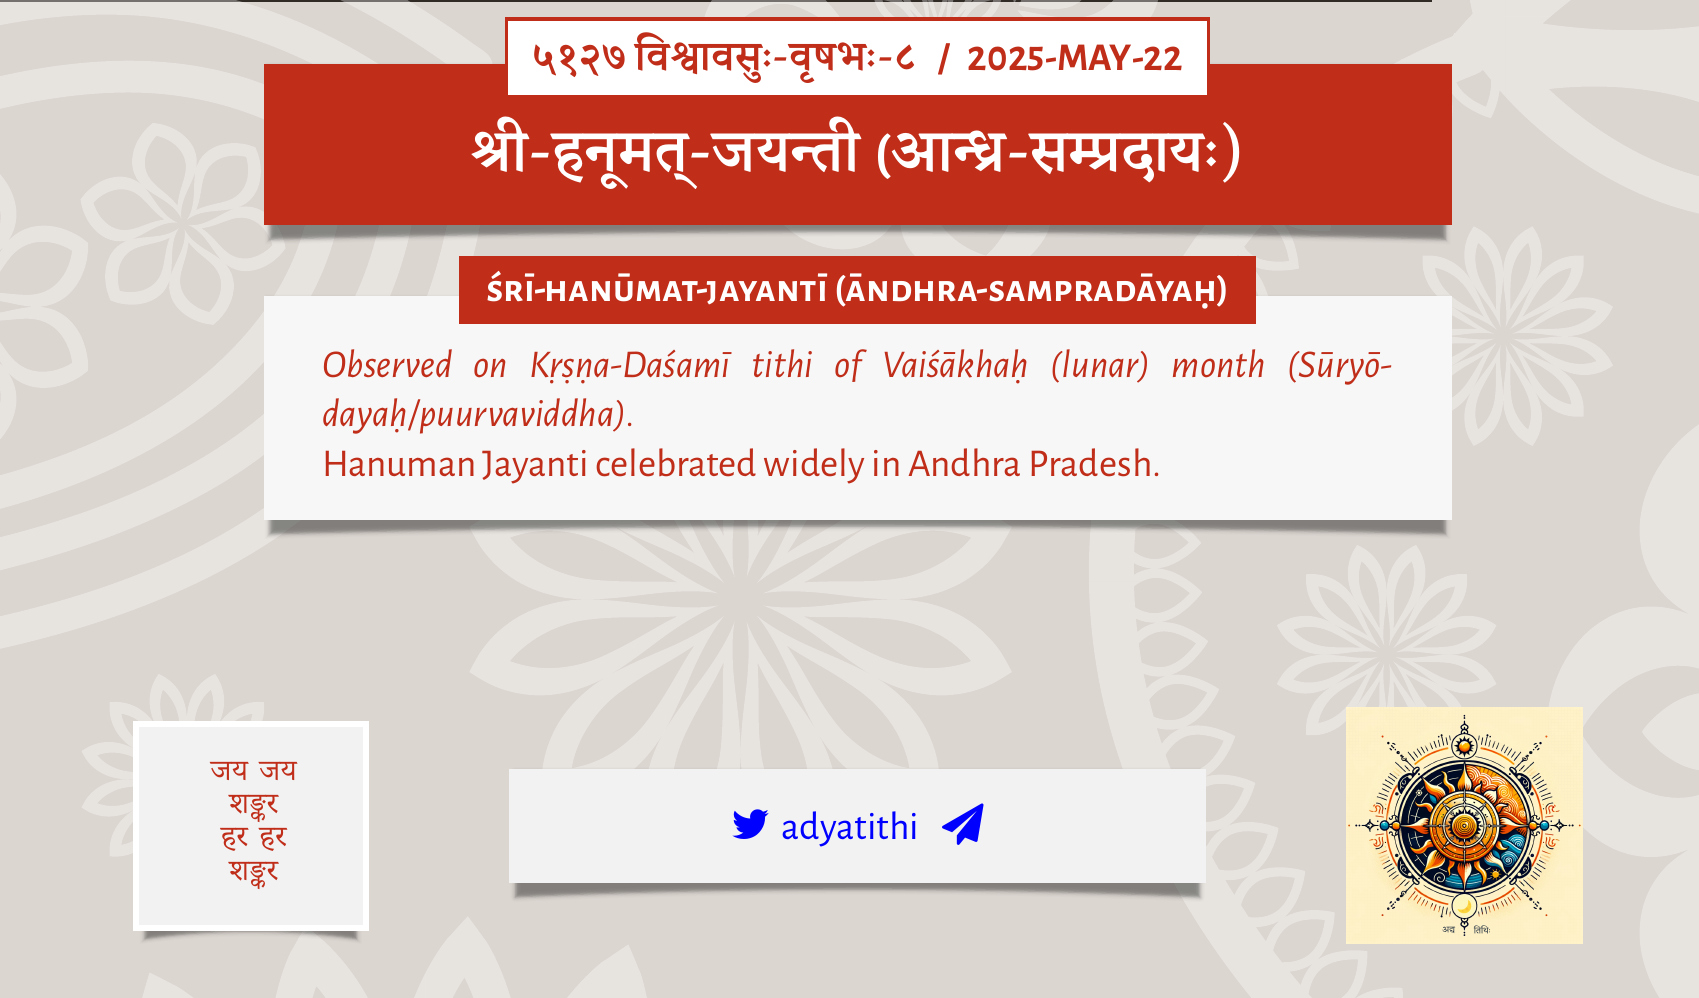 ५१२७ विश्वावसुः-वृषभः-८ / 2025-MAY-22
श्री-हनूमत्-जयन्ती (आन्ध्र-सम्प्रदायः)
ŚRĪ-HANŪMAT-JAYANTĪ (ĀNDHRA-SAMPRADĀYAḤ)
Observed on Kṛṣṇa-Daśamī tithi of Vaiśākhaḥ (lunar) month (Sūryō-
dayaḥ/puurvaviddha).
Hanuman Jayanti celebrated widely in Andhra Pradesh.
जय जय
शङ्कर
हर हर
शङ्कर
adyatithi
अद्य तिथिः